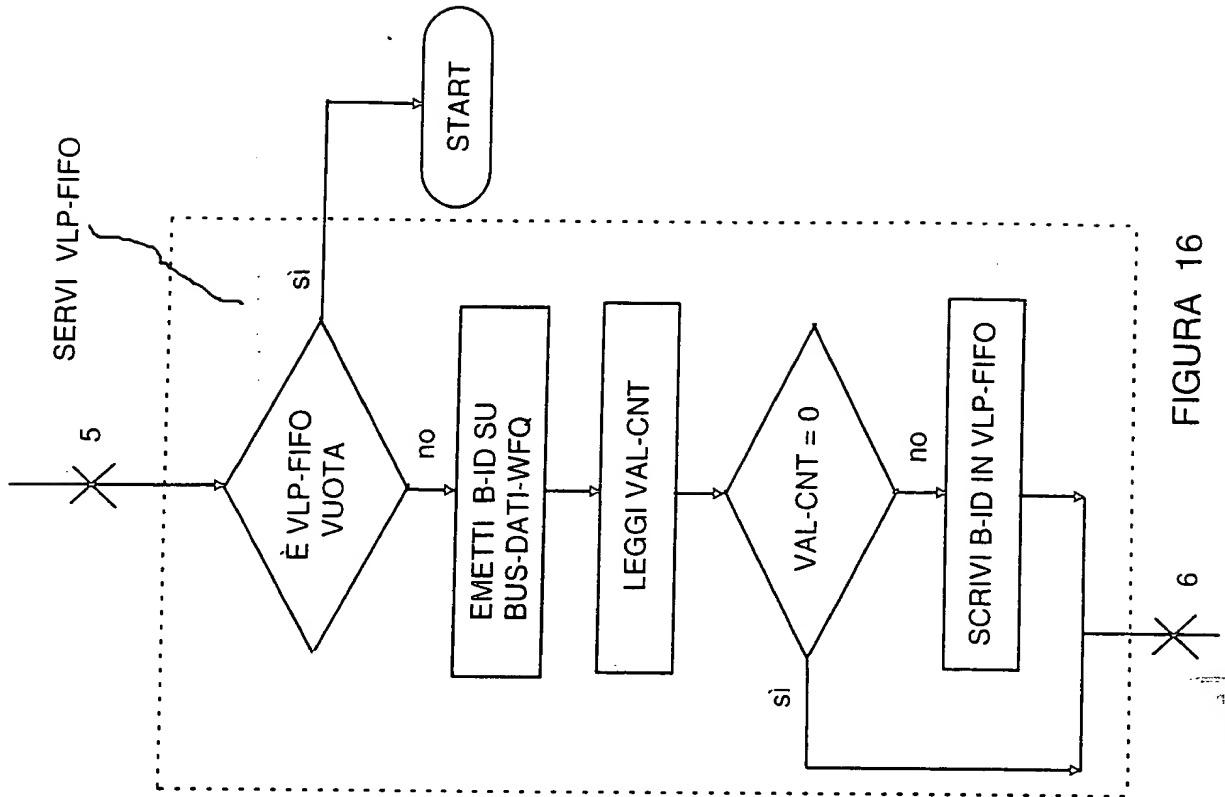 SERVI VLP-FIFO
5
È VLP-FIFO
VUOTA
sì
START
no
EMETTI B-ID SU
BUS-DATI-WFQ
LEGGI VAL-CNT
VAL-CNT = 0
sì
no
SCRIVI B-ID IN VLP-FIFO
6
FIGURA 16